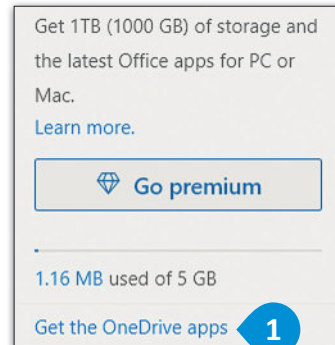 Get 1TB (1000 GB) of storage and
the latest Office apps for PC or
Mac.
Learn more.
Go premium
1.16 MB used of 5 GB
Get the OneDrive apps 1